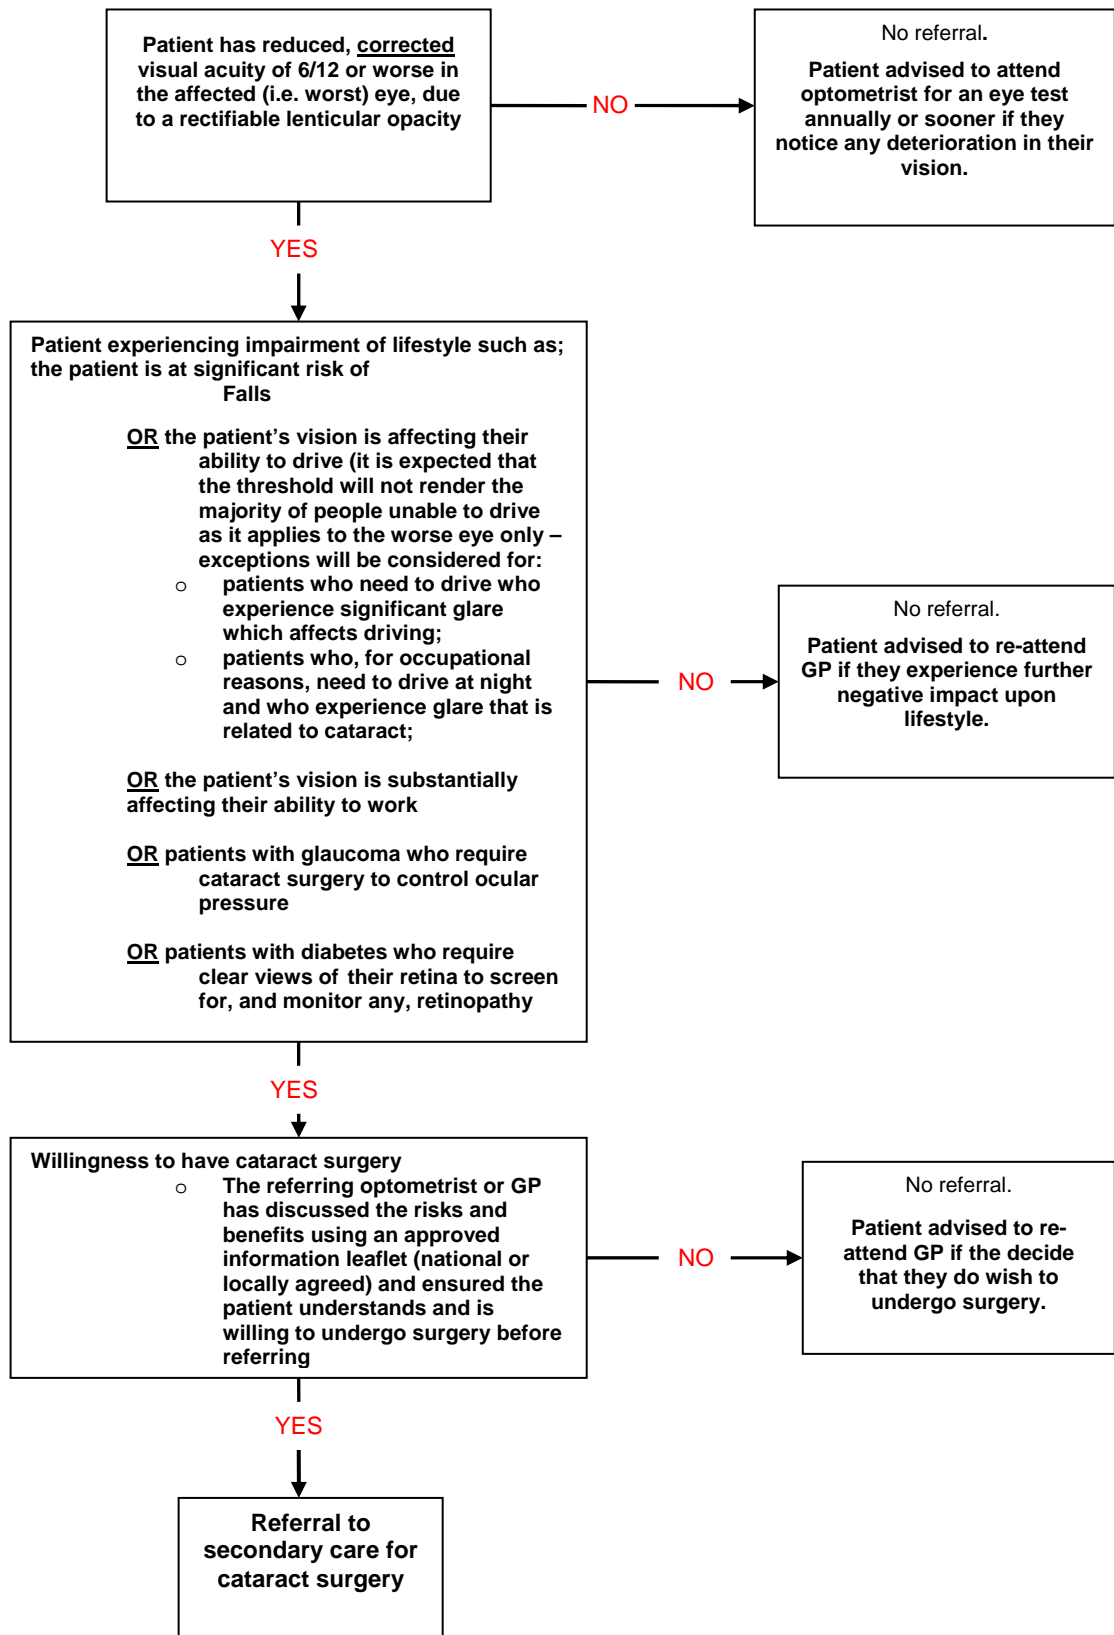 Patient has reduced, corrected
visual acuity of 6/12 or worse in
the affected (i.e. worst) eye, due
to a rectifiable lenticular opacity
NO
No referral.
Patient advised to attend
optometrist for an eye test
annually or sooner if they
notice any deterioration in their
vision.
YES
Patient experiencing impairment of lifestyle such as;
the patient is at significant risk of
Falls
OR the patient's vision is affecting their
ability to drive (it is expected that
the threshold will not render the
majority of people unable to drive
as it applies to the worse eye only –
exceptions will be considered for:
o patients who need to drive who
experience significant glare
which affects driving;
o patients who, for occupational
reasons, need to drive at night
and who experience glare that is
related to cataract;
OR the patient's vision is substantially
affecting their ability to work
OR patients with glaucoma who require
cataract surgery to control ocular
pressure
OR patients with diabetes who require
clear views of their retina to screen
for, and monitor any, retinopathy
NO
No referral.
Patient advised to re-attend
GP if they experience further
negative impact upon
lifestyle.
YES
Willingness to have cataract surgery
o The referring optometrist or GP
has discussed the risks and
benefits using an approved
information leaflet (national or
locally agreed) and ensured the
patient understands and is
willing to undergo surgery before
referring
NO
No referral.
Patient advised to re-
attend GP if the decide
that they do wish to
undergo surgery.
YES
Referral to
secondary care for
cataract surgery